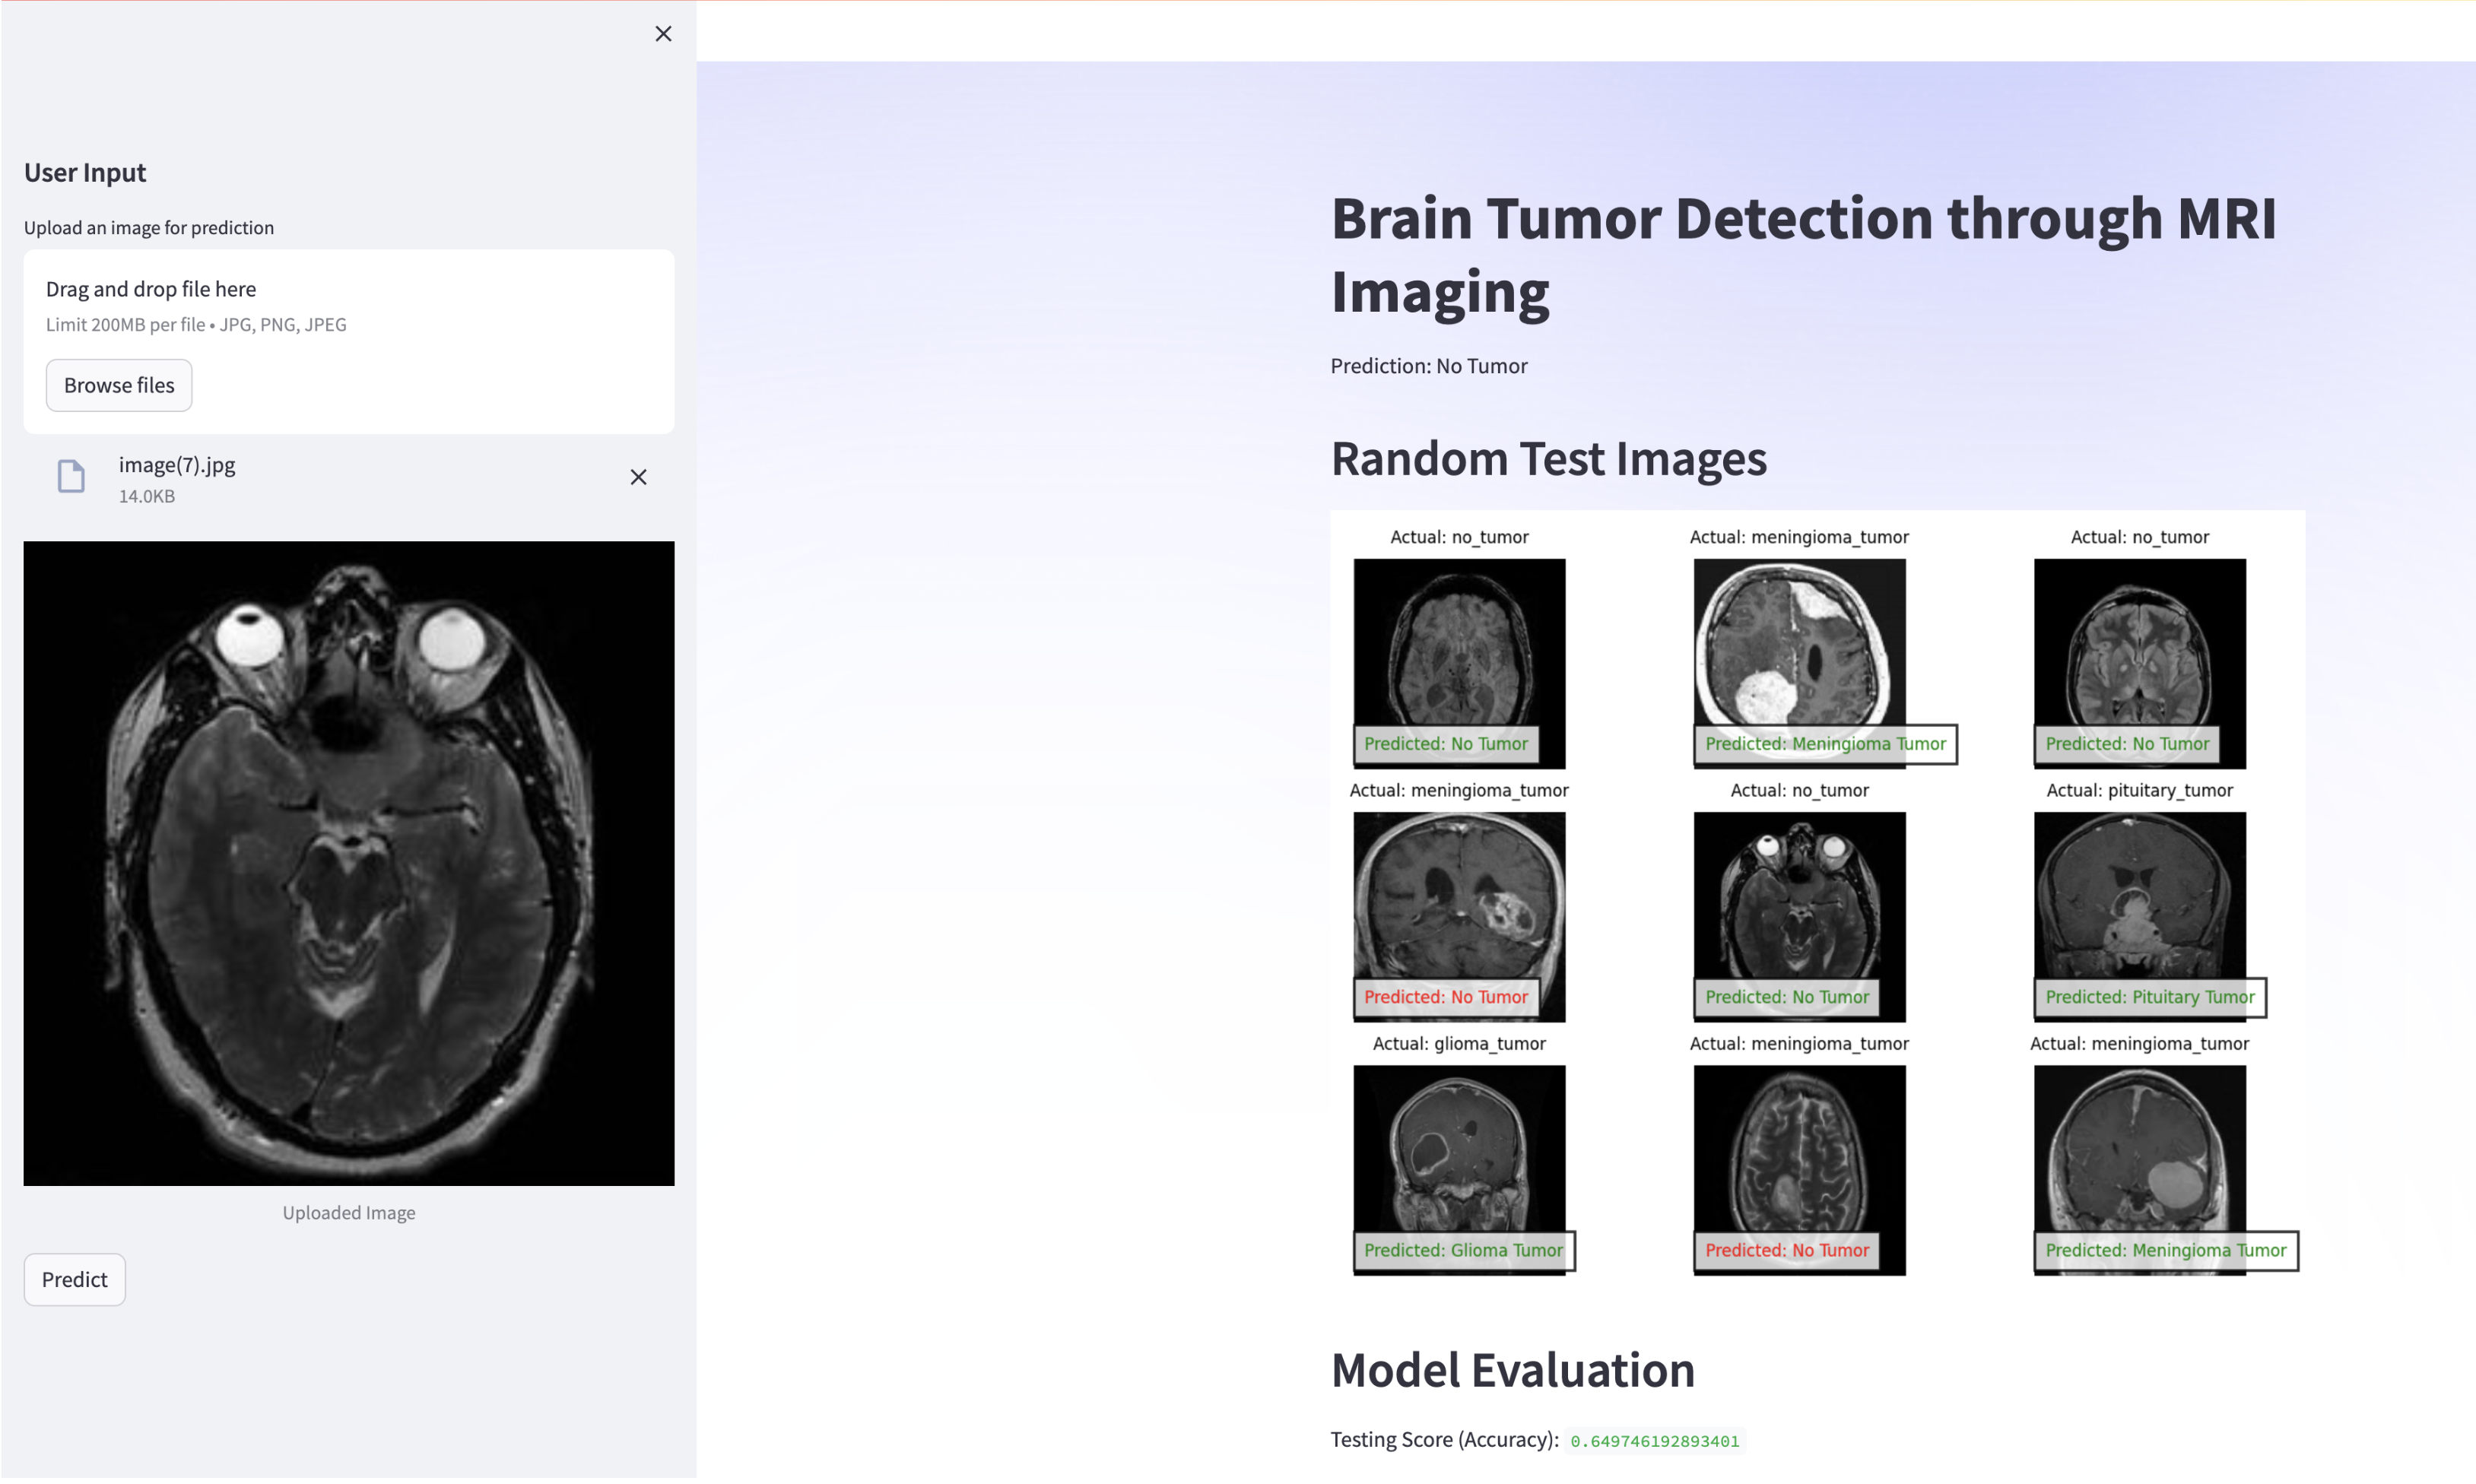 User Input
Upload an image for prediction
Drag and drop file here
Limit 200MB per file • JPG, PNG, JPEG
Browse files
image(7).jpg
14.0KB
Uploaded Image
Predict
Brain Tumor Detection through MRI
Imaging
Prediction: No Tumor
Random Test Images
Actual: no_tumor
Actual: meningioma_tumor
Actual: no_tumor
Predicted: No Tumor
Predicted: Meningioma Tumor
Predicted: No Tumor
Actual: meningioma_tumor
Actual: no_tumor
Actual: pituitary_tumor
Predicted: No Tumor
Predicted: No Tumor
Predicted: Pituitary Tumor
Actual: glioma_tumor
Actual: meningioma_tumor
Actual: meningioma_tumor
Predicted: Glioma Tumor
Predicted: No Tumor
Predicted: Meningioma Tumor
Model Evaluation
Testing Score (Accuracy): 0.649746192893401